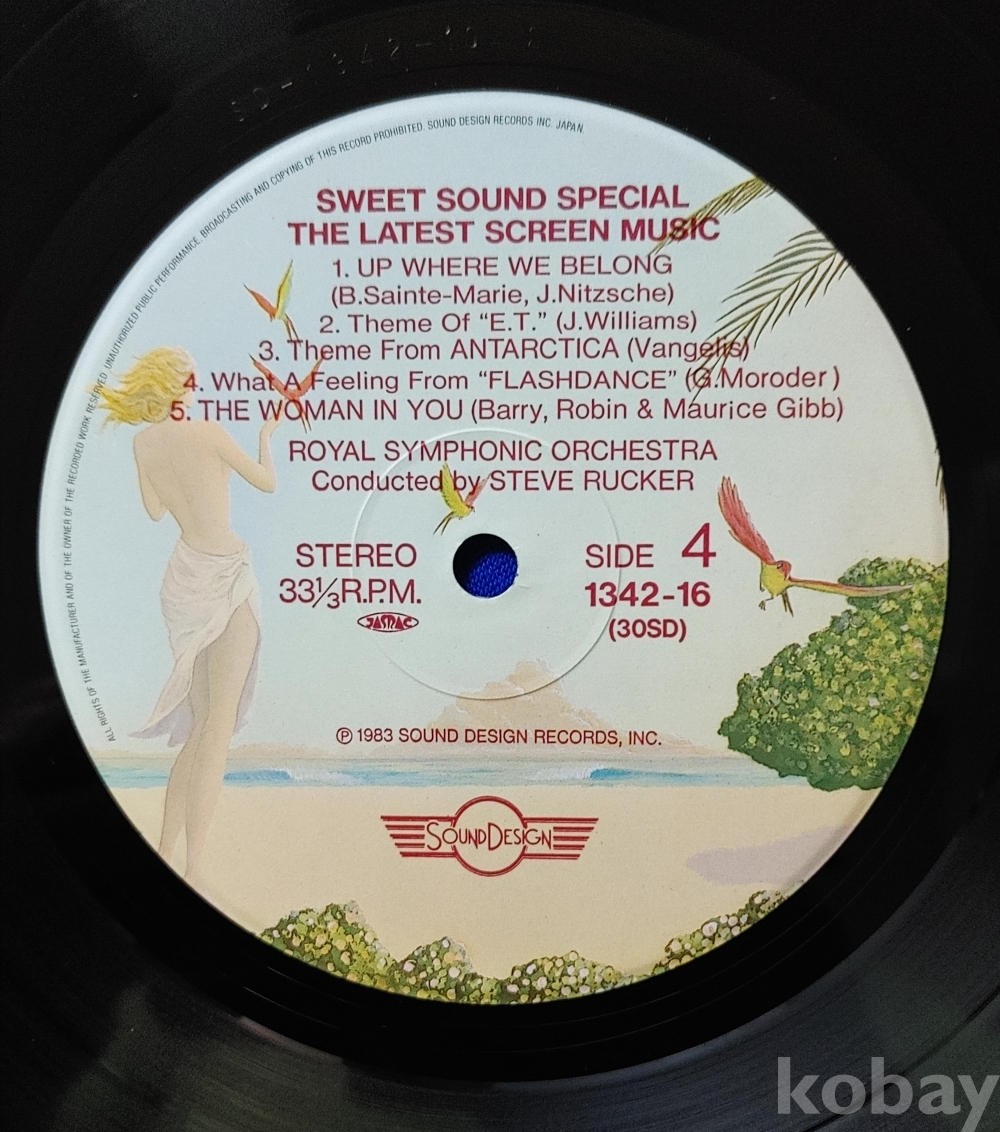 ALL RIGHTS OF THE MANUFACTURER AND OF THE OWNER OF THE RECORDED WORK RESERVED. UNAUTHORIZED PUBLIC PERFORMANCE. BROADCASTING AND COPYING OF THIS RECORD PROHIBITED. SOUND DESIGN RECORDS INC. JAPAN.
SWEET SOUND SPECIAL
THE LATEST SCREEN MUSIC
1. UP WHERE WE BELONG
(B.Sainte-Marie, J.Nitzsche)
2. Theme Of “E.T.” (J.Williams)
3. Theme From ANTARCTICA (Vangelis)
4. What A Feeling From “FLASHDANCE” (G.Moroder)
5. THE WOMAN IN YOU (Barry, Robin & Maurice Gibb)
ROYAL SYMPHONIC ORCHESTRA
Conducted by STEVE RUCKER
STEREO
33⅓R.P.M.
JASRAC
SIDE 4
1342-16
(30SD)
℗ 1983 SOUND DESIGN RECORDS, INC.
SOUNDDESIGN
kobay